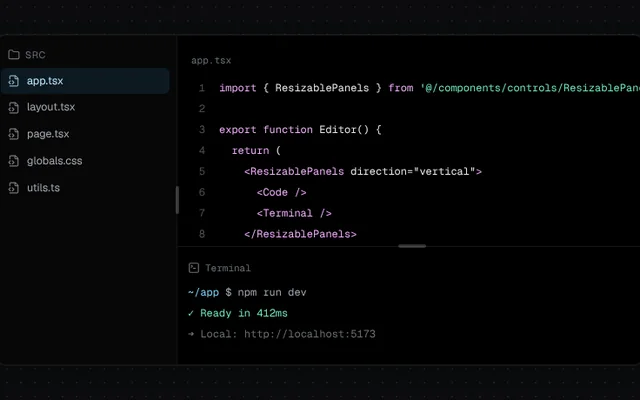 SRC
app.tsx
layout.tsx
page.tsx
globals.css
utils.ts
app.tsx
1 import { ResizablePanels } from '@/components/controls/ResizablePan
2
3 export function Editor() {
4 return (
5 <ResizablePanels direction="vertical">
6 <Code />
7 <Terminal />
8 </ResizablePanels>
Terminal
~/app $ npm run dev
✓ Ready in 412ms
➜ Local: http://localhost:5173